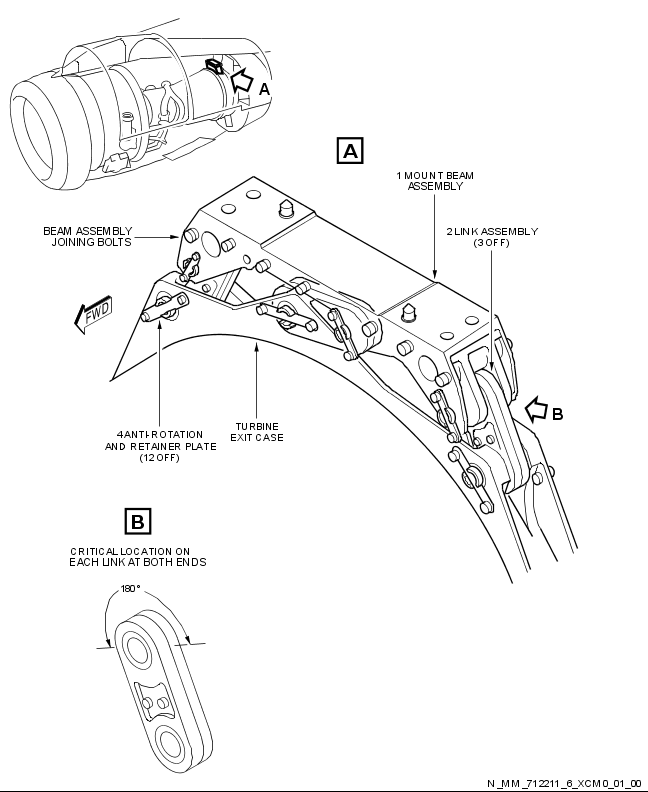 A
A
1 MOUNT BEAM
ASSEMBLY
BEAM ASSEMBLY
JOINING BOLTS
2 LINK ASSEMBLY
(3 OFF)
FWD
B
4 ANTI-ROTATION
AND RETAINER PLATE
(12 OFF)
TURBINE
EXIT CASE
B
CRITICAL LOCATION ON
EACH LINK AT BOTH ENDS
180°
N_MM_712211_6_XCM0_01_00